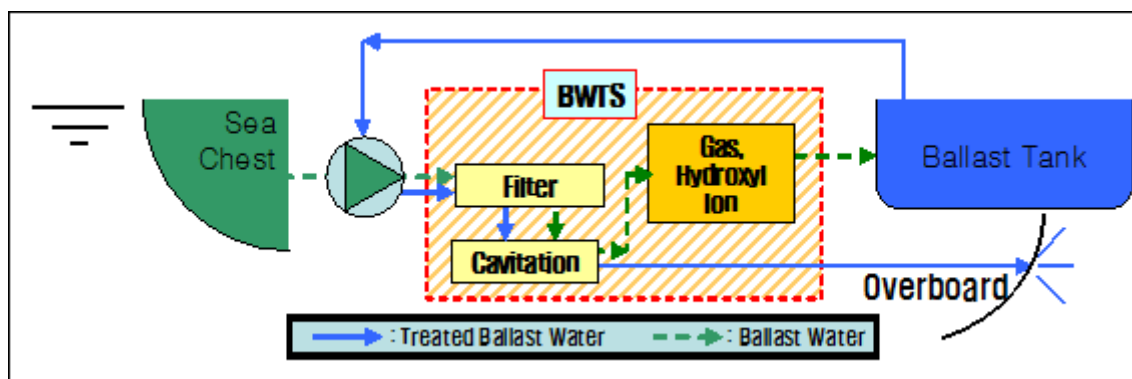 BWTS
Sea
Chest
Filter
Cavitation
Gas,
Hydroxyl
Ion
Ballast Tank
Overboard
: Treated Ballast Water
: Ballast Water